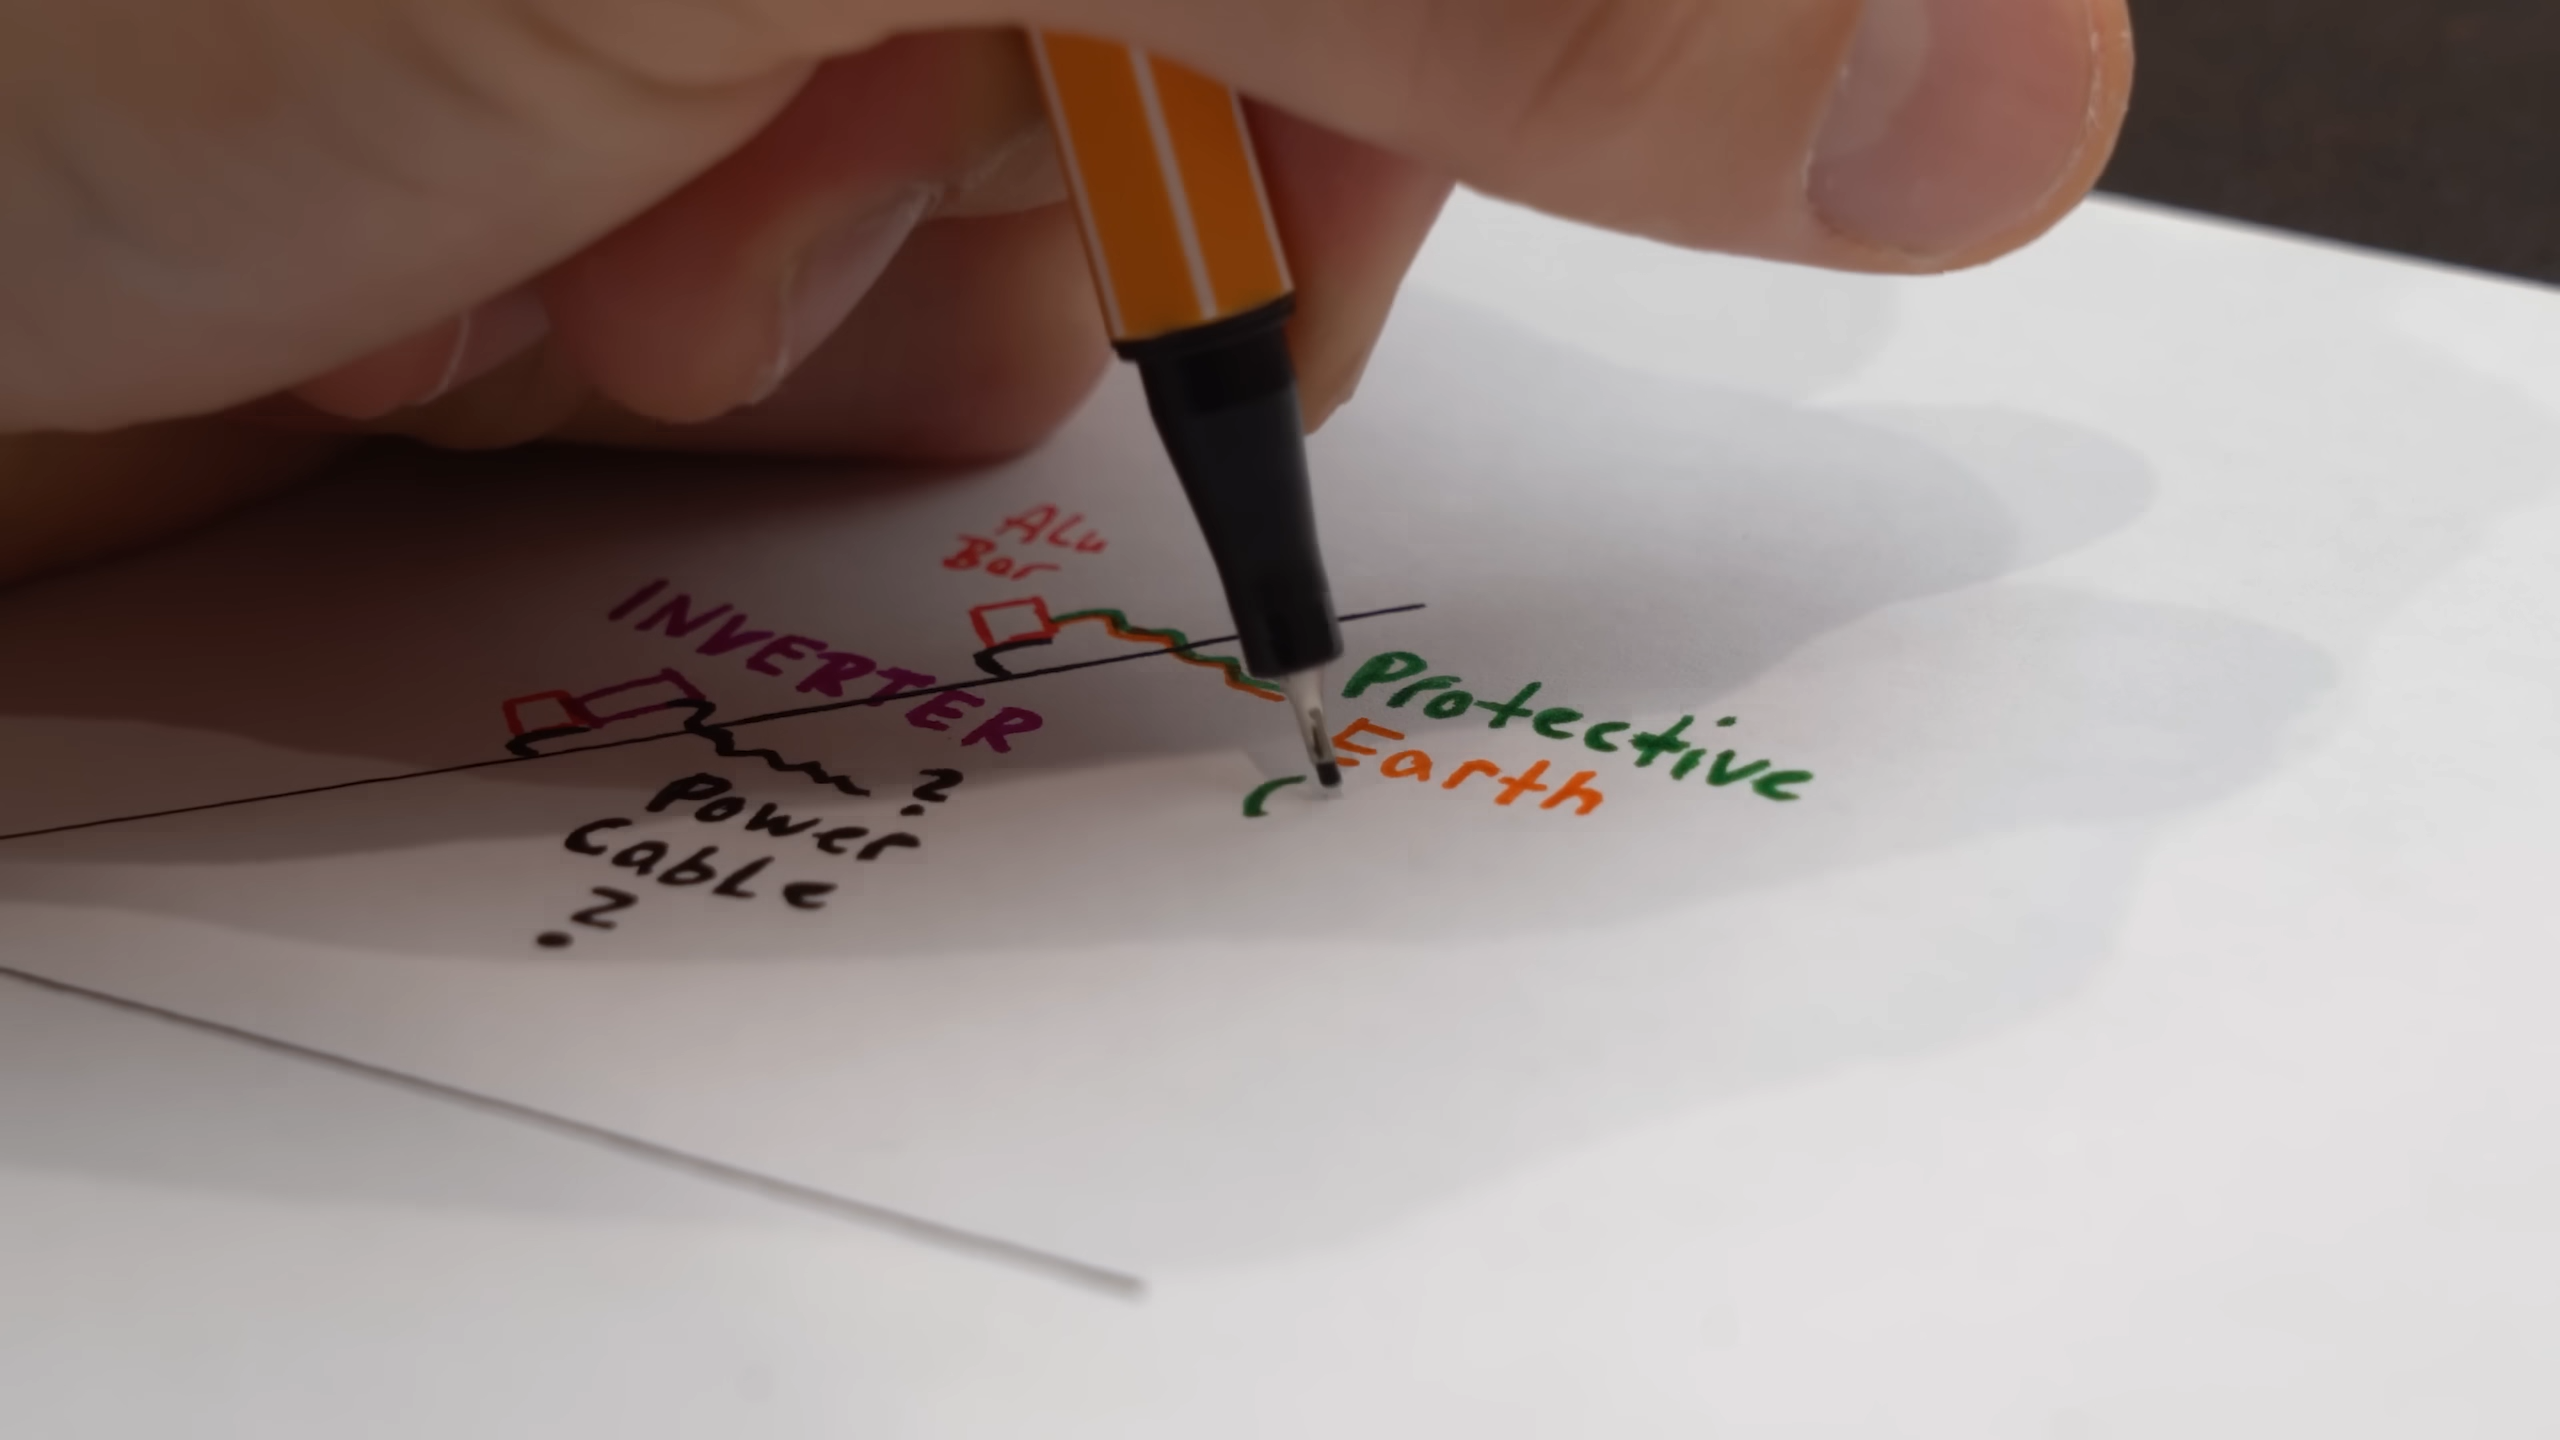 ALu
Bar
INVERTER
?
Power
Cable
?
Protective
Earth
(